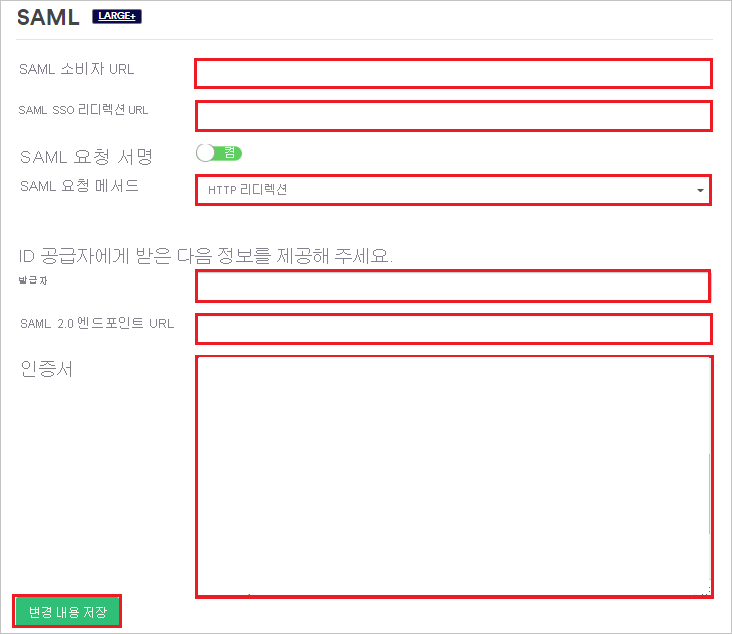 SAML LARGE+
SAML 소비자 URL
SAML SSO 리디렉션 URL
SAML 요청 서명 켬
SAML 요청 메서드 HTTP 리디렉션
ID 공급자에게 받은 다음 정보를 제공해 주세요.
발급자
SAML 2.0 엔드포인트 URL
인증서
변경 내용 저장